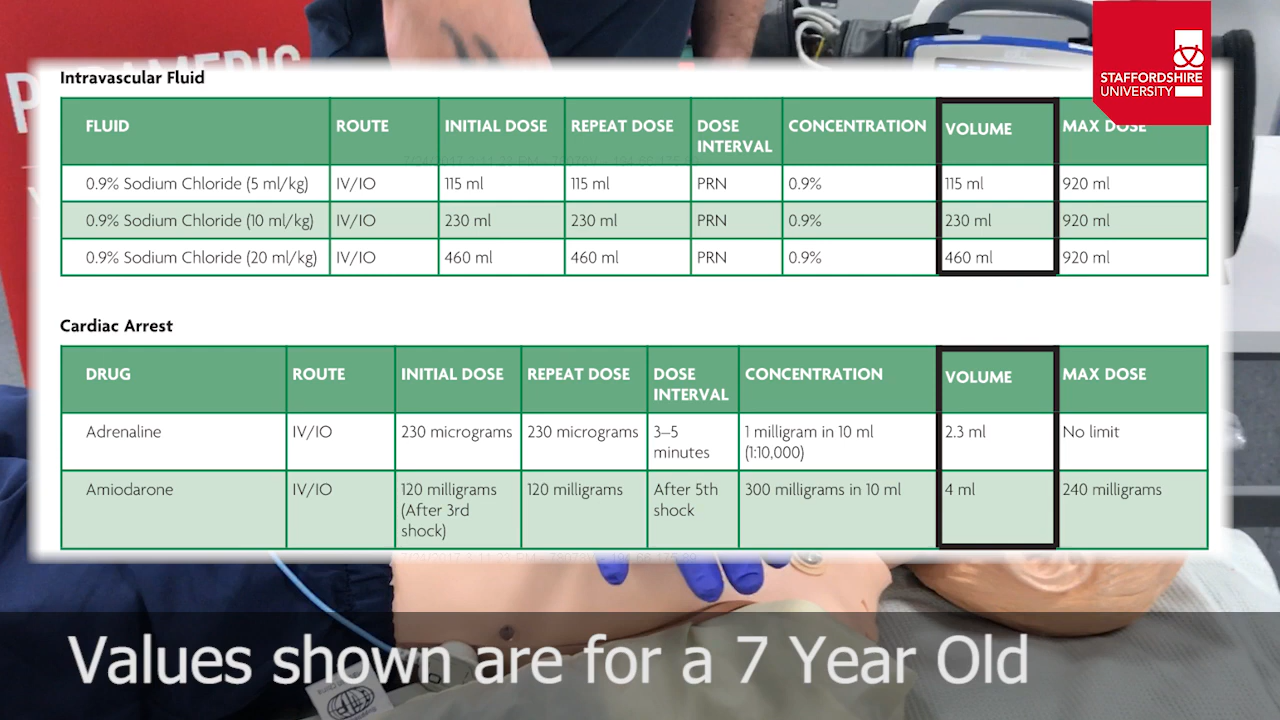 PARAMEDIC
STAFFORDSHIRE
UNIVERSITY
Intravascular Fluid
FLUID ROUTE INITIAL DOSE REPEAT DOSE DOSE INTERVAL CONCENTRATION VOLUME MAX DOSE
0.9% Sodium Chloride (5 ml/kg) IV/IO 115 ml 115 ml PRN 0.9% 115 ml 920 ml
0.9% Sodium Chloride (10 ml/kg) IV/IO 230 ml 230 ml PRN 0.9% 230 ml 920 ml
0.9% Sodium Chloride (20 ml/kg) IV/IO 460 ml 460 ml PRN 0.9% 460 ml 920 ml
Cardiac Arrest
DRUG ROUTE INITIAL DOSE REPEAT DOSE DOSE INTERVAL CONCENTRATION VOLUME MAX DOSE
Adrenaline IV/IO 230 micrograms 230 micrograms 3–5 minutes 1 milligram in 10 ml (1:10,000) 2.3 ml No limit
Amiodarone IV/IO 120 milligrams (After 3rd shock) 120 milligrams After 5th shock 300 milligrams in 10 ml 4 ml 240 milligrams
Values shown are for a 7 Year Old